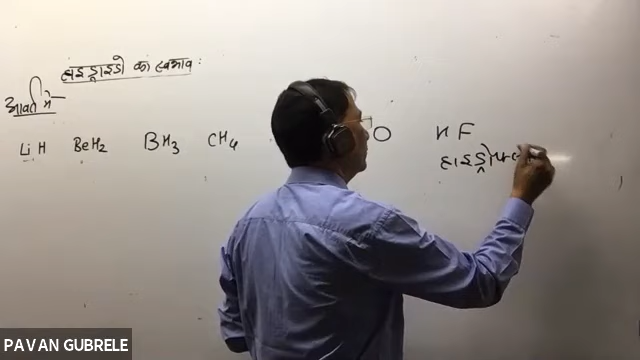 हाइड्राइडो का स्वभाव :
आवर्त में
LiH BeH₂ BH₃ CH₄ O HF
PAVAN GUBRELE